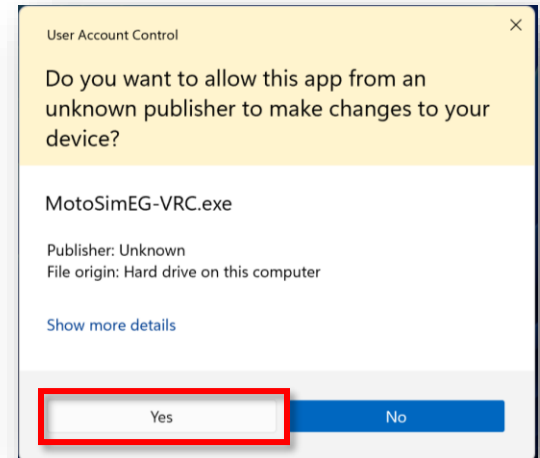 User Account Control
Do you want to allow this app from an
unknown publisher to make changes to your
device?
MotoSimEG-VRC.exe
Publisher: Unknown
File origin: Hard drive on this computer
Show more details
Yes No